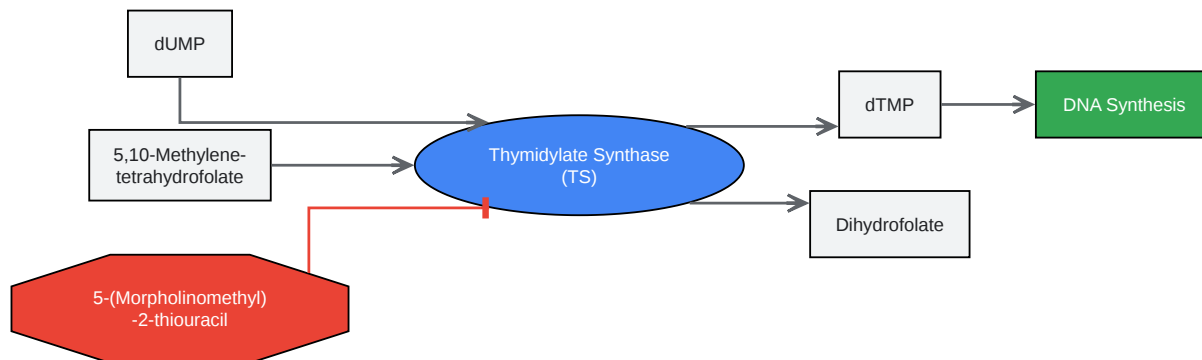 dUMP
5,10-Methylene-
tetrahydrofolate
5-(Morpholinomethyl)
-2-thiouracil
Thymidylate Synthase
(TS)
dTMP
DNA Synthesis
Dihydrofolate